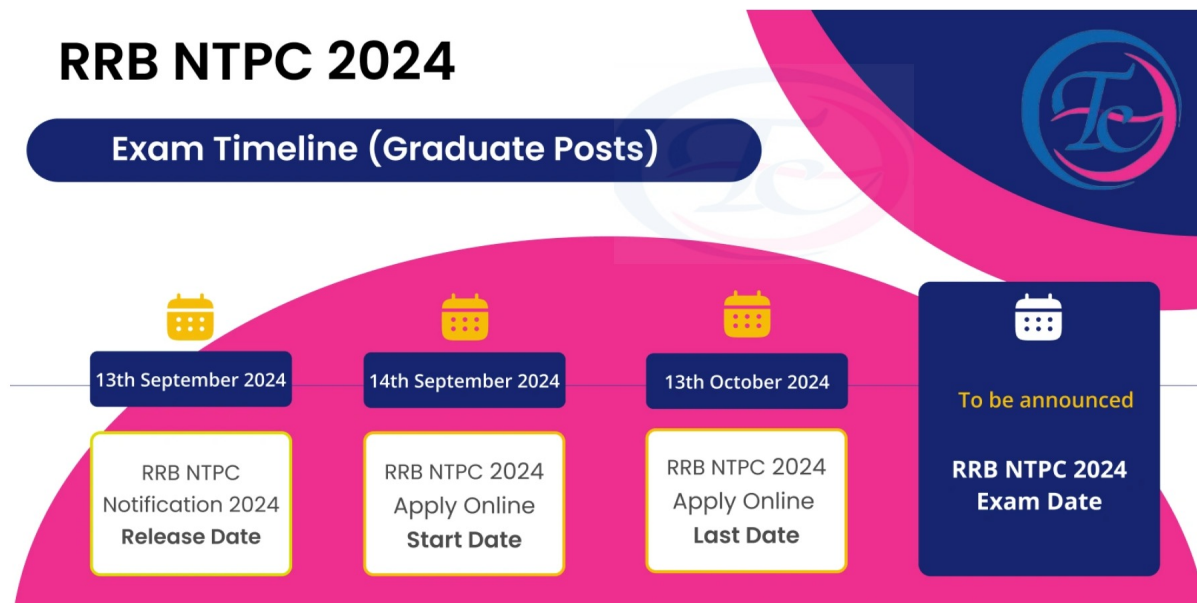 RRB NTPC 2024
Tc
Exam Timeline (Graduate Posts)
Tc
13th September 2024
RRB NTPC
Notification 2024
Release Date
14th September 2024
RRB NTPC 2024
Apply Online
Start Date
13th October 2024
RRB NTPC 2024
Apply Online
Last Date
To be announced
RRB NTPC 2024
Exam Date